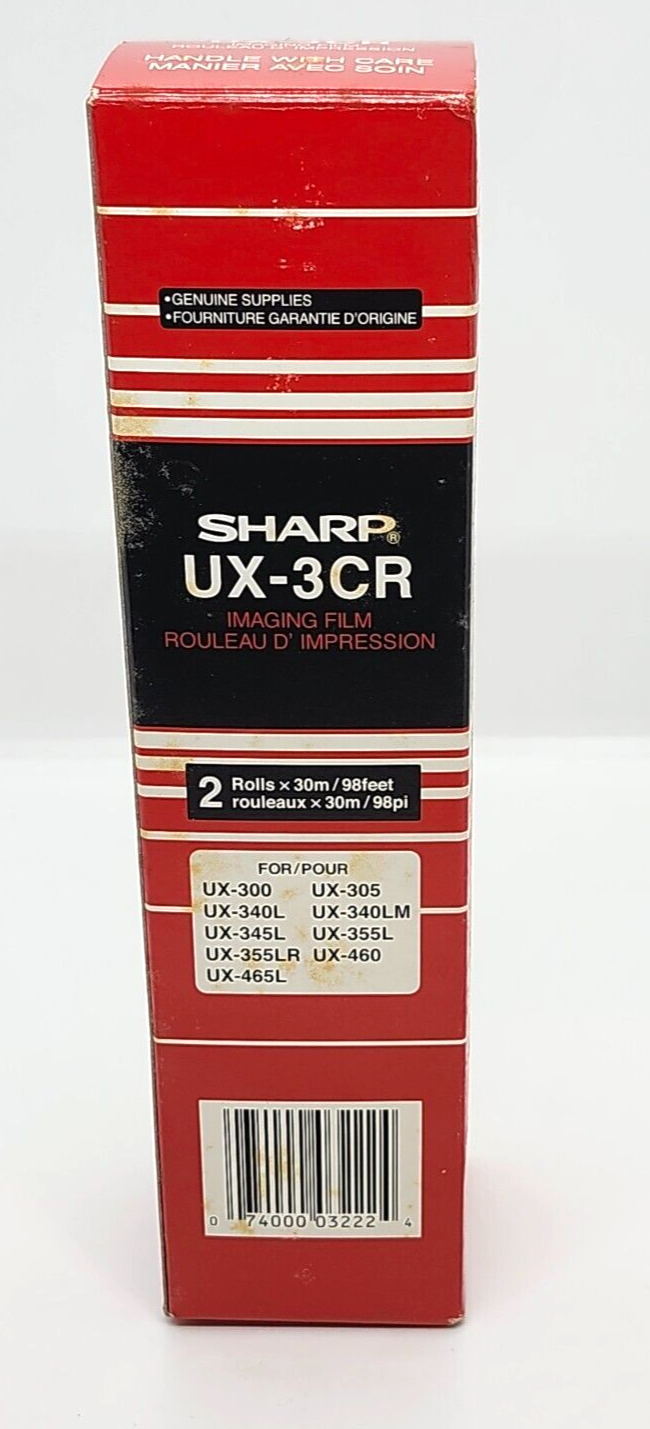 ROULEAU D' IMPRESSION
HANDLE WITH CARE
MANIER AVEC SOIN
•GENUINE SUPPLIES
•FOURNITURE GARANTIE D'ORIGINE
SHARP®
UX-3CR
IMAGING FILM
ROULEAU D' IMPRESSION
2 Rolls × 30m/98feet
rouleaux × 30m/98pi
FOR/POUR
UX-300 UX-305
UX-340L UX-340LM
UX-345L UX-355L
UX-355LR UX-460
UX-465L
0 74000 03222 4